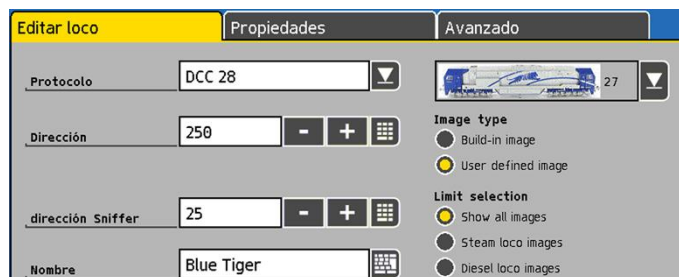 Editar loco
Propiedades
Avanzado
Protocolo
DCC 28
27
Dirección
250
- +
Image type
Build-in image
User defined image
dirección Sniffer
25
- +
Limit selection
Show all images
Steam loco images
Diesel loco images
Nombre
Blue Tiger